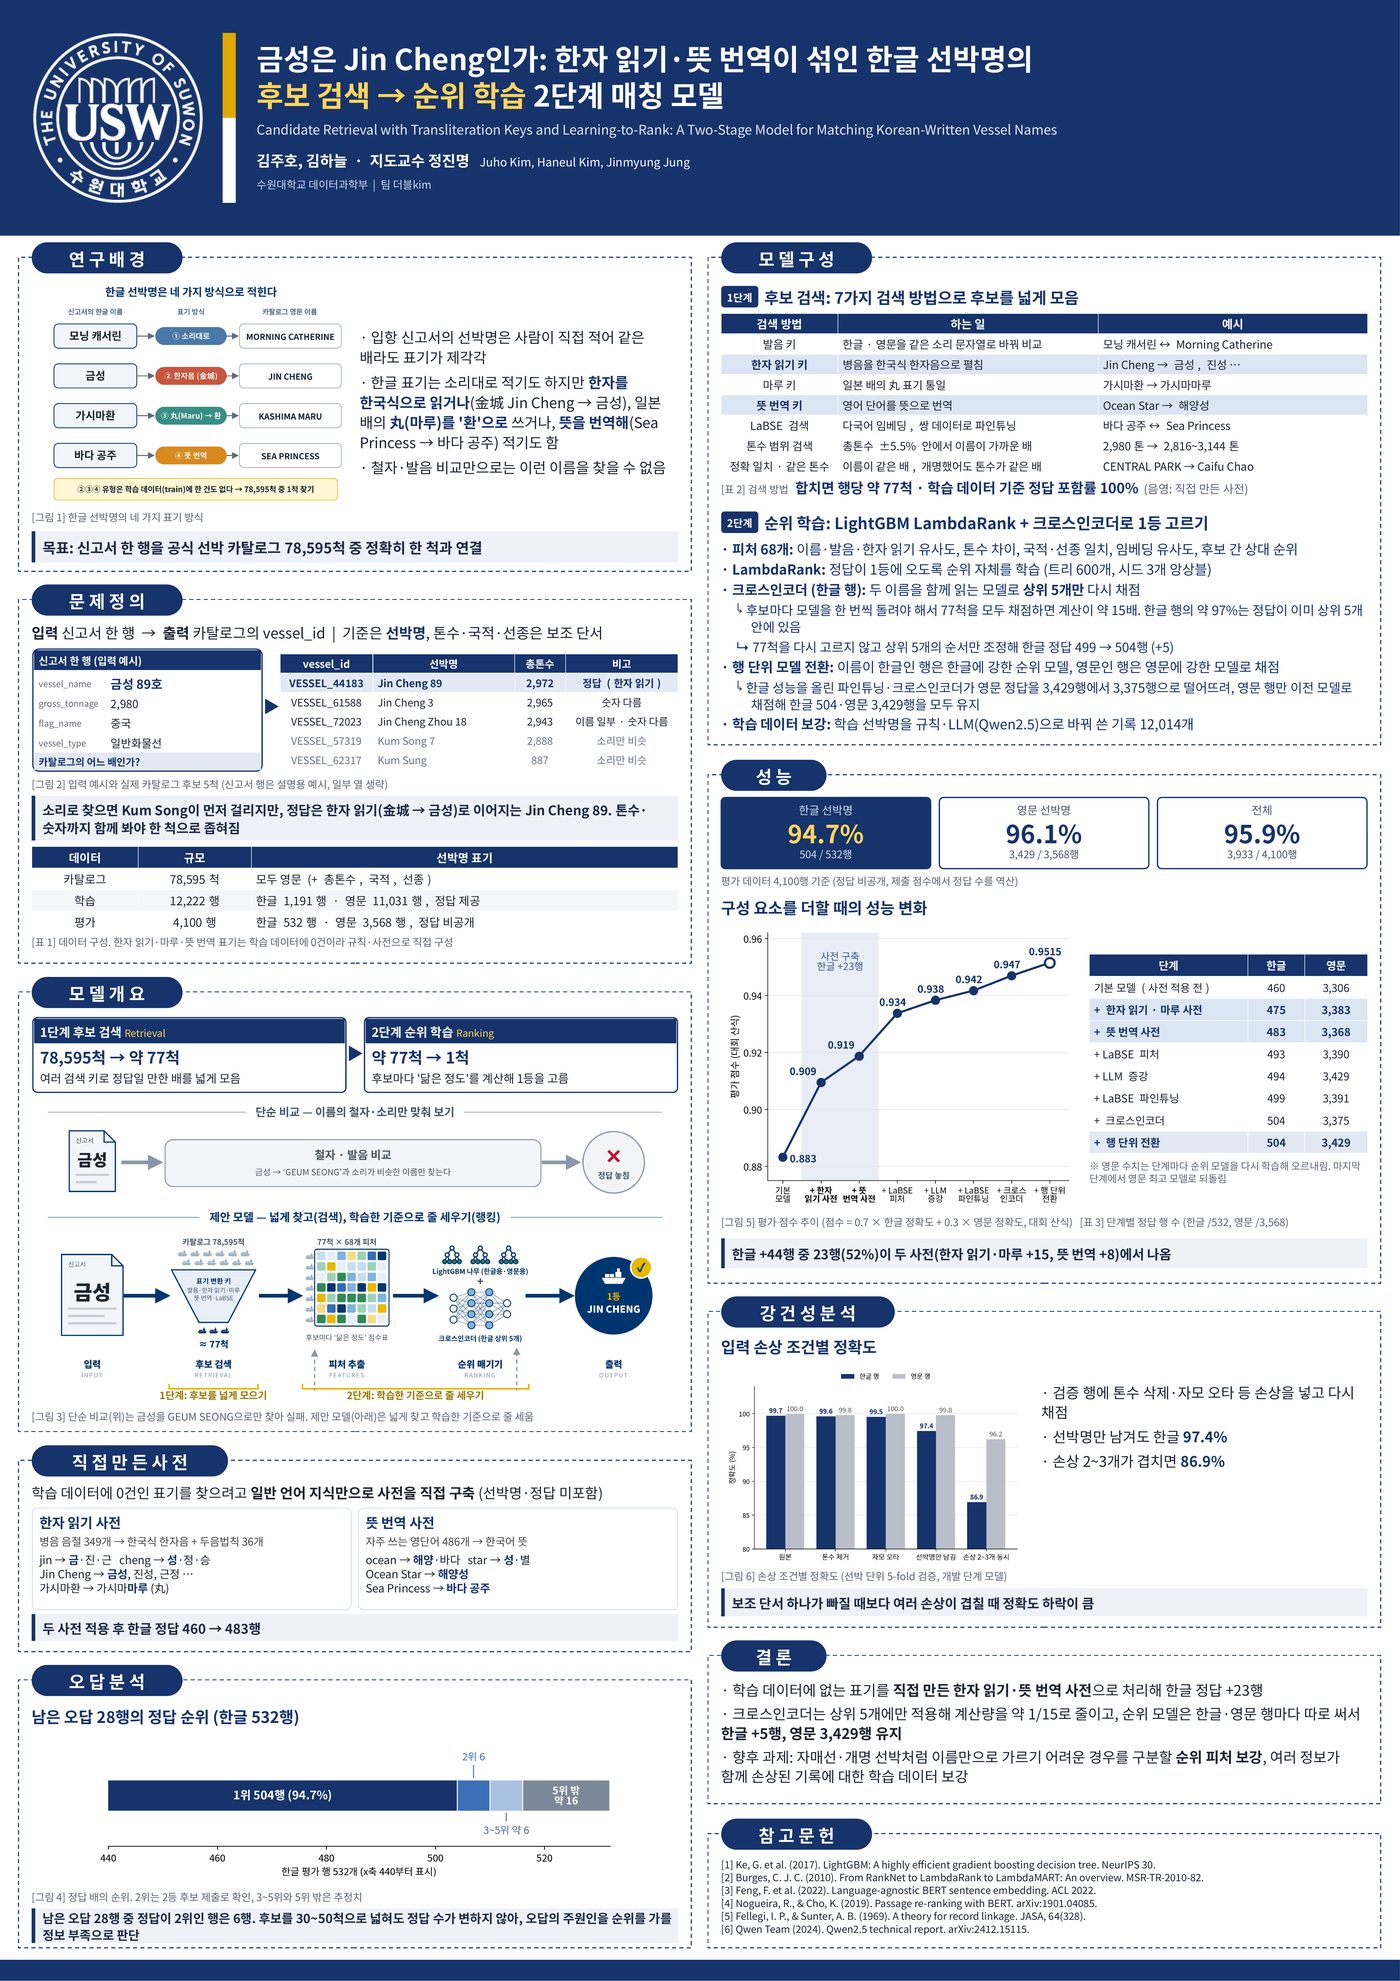 THE UNIVERSITY OF SUWON
USW
수원대학교
금성은 Jin Cheng인가: 한자 읽기·뜻 번역이 섞인 한글 선박명의
후보 검색 → 순위 학습 2단계 매칭 모델
Candidate Retrieval with Transliteration Keys and Learning-to-Rank: A Two-Stage Model for Matching Korean-Written Vessel Names
김주호, 김하늘 · 지도교수 정진명 Juho Kim, Haneul Kim, Jinmyung Jung
수원대학교 데이터과학부 | 팀 더블kim
연구배경
한글 선박명은 네 가지 방식으로 적힌다
신고서의 한글 이름 표기 방식 카탈로그 영문 이름
모닝 캐서린 ① 소리대로 MORNING CATHERINE
금성 ② 한자음 (金城) JIN CHENG
가시마환 ③ 丸(Maru) → 환 KASHIMA MARU
바다 공주 ④ 뜻 번역 SEA PRINCESS
②③④ 유형은 학습 데이터(train)에 한 건도 없다 → 78,595척 중 1척 찾기
· 입항 신고서의 선박명은 사람이 직접 적어 같은
배라도 표기가 제각각
· 한글 표기는 소리대로 적기도 하지만 한자를
한국식으로 읽거나(金城 Jin Cheng → 금성), 일본
배의 丸(마루)를 '환'으로 쓰거나, 뜻을 번역해(Sea
Princess → 바다 공주) 적기도 함
· 철자·발음 비교만으로는 이런 이름을 찾을 수 없음
[그림 1] 한글 선박명의 네 가지 표기 방식
목표: 신고서 한 행을 공식 선박 카탈로그 78,595척 중 정확히 한 척과 연결
문제정의
입력 신고서 한 행 → 출력 카탈로그의 vessel_id | 기준은 선박명, 톤수·국적·선종은 보조 단서
신고서 한 행 (입력 예시)
vessel_name 금성 89호
gross_tonnage 2,980
flag_name 중국
vessel_type 일반화물선
카탈로그의 어느 배인가?
vessel_id 선박명 총톤수 비고
VESSEL_44183 Jin Cheng 89 2,972 정답 ( 한자 읽기 )
VESSEL_61588 Jin Cheng 3 2,965 숫자 다름
VESSEL_72023 Jin Cheng Zhou 18 2,943 이름 일부 · 숫자 다름
VESSEL_57319 Kum Song 7 2,888 소리만 비슷
VESSEL_62317 Kum Sung 887 소리만 비슷
[그림 2] 입력 예시와 실제 카탈로그 후보 5척 (신고서 행은 설명용 예시, 일부 열 생략)
소리로 찾으면 Kum Song이 먼저 걸리지만, 정답은 한자 읽기(金城 → 금성)로 이어지는 Jin Cheng 89. 톤수·
숫자까지 함께 봐야 한 척으로 좁혀짐
데이터 규모 선박명 표기
카탈로그 78,595 척 모두 영문 (+ 총톤수 , 국적 , 선종 )
학습 12,222 행 한글 1,191 행 · 영문 11,031 행 , 정답 제공
평가 4,100 행 한글 532 행 · 영문 3,568 행 , 정답 비공개
[표 1] 데이터 구성. 한자 읽기·마루·뜻 번역 표기는 학습 데이터에 0건이라 규칙·사전으로 직접 구성
모델개요
1단계 후보 검색 Retrieval
78,595척 → 약 77척
여러 검색 키로 정답일 만한 배를 넓게 모음
2단계 순위 학습 Ranking
약 77척 → 1척
후보마다 '닮은 정도'를 계산해 1등을 고름
단순 비교 — 이름의 철자·소리만 맞춰 보기
신고서
금성
철자 · 발음 비교
금성 → 'GEUM SEONG'과 소리가 비슷한 이름만 찾는다
정답 놓침
제안 모델 — 넓게 찾고(검색), 학습한 기준으로 줄 세우기(랭킹)
신고서
금성
카탈로그 78,595척
표기 변환 키
발음·한자 읽기·마루
뜻 번역·LaBSE
≈ 77척
77척 × 68개 피처
후보마다 '닮은 정도' 점수표
LightGBM 나무 (한글용·영문용)
+
크로스인코더 (한글 상위 5개)
1등
JIN CHENG
입력 후보 검색 피처 추출 순위 매기기 출력
INPUT RETRIEVAL FEATURES RANKING OUTPUT
1단계: 후보를 넓게 모으기 2단계: 학습한 기준으로 줄 세우기
[그림 3] 단순 비교(위)는 금성을 GEUM SEONG으로만 찾아 실패. 제안 모델(아래)은 넓게 찾고 학습한 기준으로 줄 세움
직접만든사전
학습 데이터에 0건인 표기를 찾으려고 일반 언어 지식만으로 사전을 직접 구축 (선박명·정답 미포함)
한자 읽기 사전
병음 음절 349개 → 한국식 한자음 + 두음법칙 36개
jin → 금·진·근 cheng → 성·정·승
Jin Cheng → 금성, 진성, 근정 ···
가시마환 → 가시마마루 (丸)
뜻 번역 사전
자주 쓰는 영단어 486개 → 한국어 뜻
ocean → 해양·바다 star → 성·별
Ocean Star → 해양성
Sea Princess → 바다 공주
두 사전 적용 후 한글 정답 460 → 483행
오답분석
남은 오답 28행의 정답 순위 (한글 532행)
2위 6
1위 504행 (94.7%)
5위 밖
약 16
3~5위 약 6
440 460 480 500 520
한글 평가 행 532개 (x축 440부터 표시)
[그림 4] 정답 배의 순위. 2위는 2등 후보 제출로 확인, 3~5위와 5위 밖은 추정치
남은 오답 28행 중 정답이 2위인 행은 6행. 후보를 30~50척으로 넓혀도 정답 수가 변하지 않아, 오답의 주원인을 순위를 가를
정보 부족으로 판단
모델구성
1단계 후보 검색: 7가지 검색 방법으로 후보를 넓게 모음
검색 방법 하는 일 예시
발음 키 한글 · 영문을 같은 소리 문자열로 바꿔 비교 모닝 캐서린 ↔ Morning Catherine
한자 읽기 키 병음을 한국식 한자음으로 펼침 Jin Cheng → 금성 , 진성 ···
마루 키 일본 배의 丸 표기 통일 가시마환 → 가시마마루
뜻 번역 키 영어 단어를 뜻으로 번역 Ocean Star → 해양성
LaBSE 검색 다국어 임베딩 , 쌍 데이터로 파인튜닝 바다 공주 ↔ Sea Princess
톤수 범위 검색 총톤수 ±5.5% 안에서 이름이 가까운 배 2,980 톤 → 2,816~3,144 톤
정확 일치 · 같은 톤수 이름이 같은 배 , 개명했어도 톤수가 같은 배 CENTRAL PARK → Caifu Chao
[표 2] 검색 방법 합치면 행당 약 77척 · 학습 데이터 기준 정답 포함률 100% (음영: 직접 만든 사전)
2단계 순위 학습: LightGBM LambdaRank + 크로스인코더로 1등 고르기
· 피처 68개: 이름·발음·한자 읽기 유사도, 톤수 차이, 국적·선종 일치, 임베딩 유사도, 후보 간 상대 순위
· LambdaRank: 정답이 1등에 오도록 순위 자체를 학습 (트리 600개, 시드 3개 앙상블)
· 크로스인코더 (한글 행): 두 이름을 함께 읽는 모델로 상위 5개만 다시 채점
↳ 후보마다 모델을 한 번씩 돌려야 해서 77척을 모두 채점하면 계산이 약 15배. 한글 행의 약 97%는 정답이 이미 상위 5개
안에 있음
↳ 77척을 다시 고르지 않고 상위 5개의 순서만 조정해 한글 정답 499 → 504행 (+5)
· 행 단위 모델 전환: 이름이 한글인 행은 한글에 강한 순위 모델, 영문인 행은 영문에 강한 모델로 채점
↳ 한글 성능을 올린 파인튜닝·크로스인코더가 영문 정답을 3,429행에서 3,375행으로 떨어뜨려, 영문 행만 이전 모델로
채점해 한글 504·영문 3,429행을 모두 유지
· 학습 데이터 보강: 학습 선박명을 규칙·LLM(Qwen2.5)으로 바꿔 쓴 기록 12,014개
성능
한글 선박명 영문 선박명 전체
94.7% 96.1% 95.9%
504 / 532행 3,429 / 3,568행 3,933 / 4,100행
평가 데이터 4,100행 기준 (정답 비공개, 제출 점수에서 정답 수를 역산)
구성 요소를 더할 때의 성능 변화
평가 점수 (대회 산식)
0.96
0.94
0.92
0.90
0.88
사전 구축
한글 +23행
0.883 0.909 0.919 0.934 0.938 0.942 0.947 0.9515
기본 모델 + 한자 읽기 사전 + 뜻 번역 사전 + LaBSE 피처 + LLM 증강 + LaBSE 파인튜닝 + 크로스 인코더 + 행 단위 전환
단계 한글 영문
기본 모델 ( 사전 적용 전 ) 460 3,306
+ 한자 읽기 · 마루 사전 475 3,383
+ 뜻 번역 사전 483 3,368
+ LaBSE 피처 493 3,390
+ LLM 증강 494 3,429
+ LaBSE 파인튜닝 499 3,391
+ 크로스인코더 504 3,375
+ 행 단위 전환 504 3,429
※ 영문 수치는 단계마다 순위 모델을 다시 학습해 오르내림. 마지막
단계에서 영문 최고 모델로 되돌림
[그림 5] 평가 점수 추이 (점수 = 0.7 × 한글 정확도 + 0.3 × 영문 정확도, 대회 산식) [표 3] 단계별 정답 행 수 (한글 /532, 영문 /3,568)
한글 +44행 중 23행(52%)이 두 사전(한자 읽기·마루 +15, 뜻 번역 +8)에서 나옴
강건성분석
입력 손상 조건별 정확도
한글 행 영문 행
정확도 (%)
100
95
90
85
80
99.7 100.0 99.6 99.8 99.5 100.0 97.4 99.8 86.9 96.2
원본 톤수 제거 자모 오타 선박명만 남김 손상 2~3개 동시
· 검증 행에 톤수 삭제·자모 오타 등 손상을 넣고 다시
채점
· 선박명만 남겨도 한글 97.4%
· 손상 2~3개가 겹치면 86.9%
[그림 6] 손상 조건별 정확도 (선박 단위 5-fold 검증, 개발 단계 모델)
보조 단서 하나가 빠질 때보다 여러 손상이 겹칠 때 정확도 하락이 큼
결론
· 학습 데이터에 없는 표기를 직접 만든 한자 읽기·뜻 번역 사전으로 처리해 한글 정답 +23행
· 크로스인코더는 상위 5개에만 적용해 계산량을 약 1/15로 줄이고, 순위 모델은 한글·영문 행마다 따로 써서
한글 +5행, 영문 3,429행 유지
· 향후 과제: 자매선·개명 선박처럼 이름만으로 가르기 어려운 경우를 구분할 순위 피처 보강, 여러 정보가
함께 손상된 기록에 대한 학습 데이터 보강
참고문헌
[1] Ke, G. et al. (2017). LightGBM: A highly efficient gradient boosting decision tree. NeurIPS 30.
[2] Burges, C. J. C. (2010). From RankNet to LambdaRank to LambdaMART: An overview. MSR-TR-2010-82.
[3] Feng, F. et al. (2022). Language-agnostic BERT sentence embedding. ACL 2022.
[4] Nogueira, R., & Cho, K. (2019). Passage re-ranking with BERT. arXiv:1901.04085.
[5] Fellegi, I. P., & Sunter, A. B. (1969). A theory for record linkage. JASA, 64(328).
[6] Qwen Team (2024). Qwen2.5 technical report. arXiv:2412.15115.